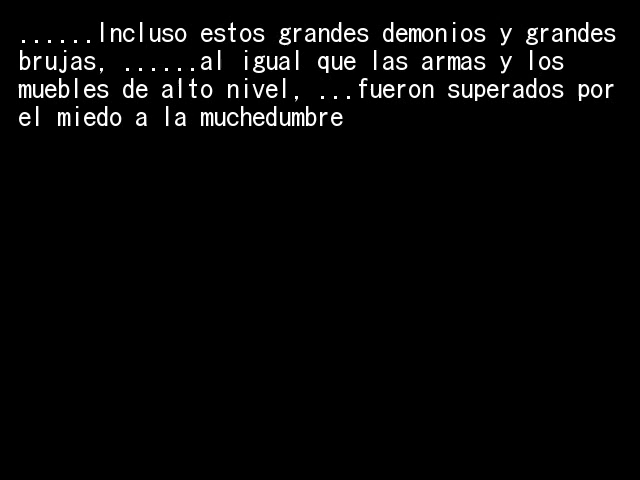 ......Incluso estos grandes demonios y grandes
brujas, ......al igual que las armas y los
muebles de alto nivel, ...fueron superados por
el miedo a la muchedumbre